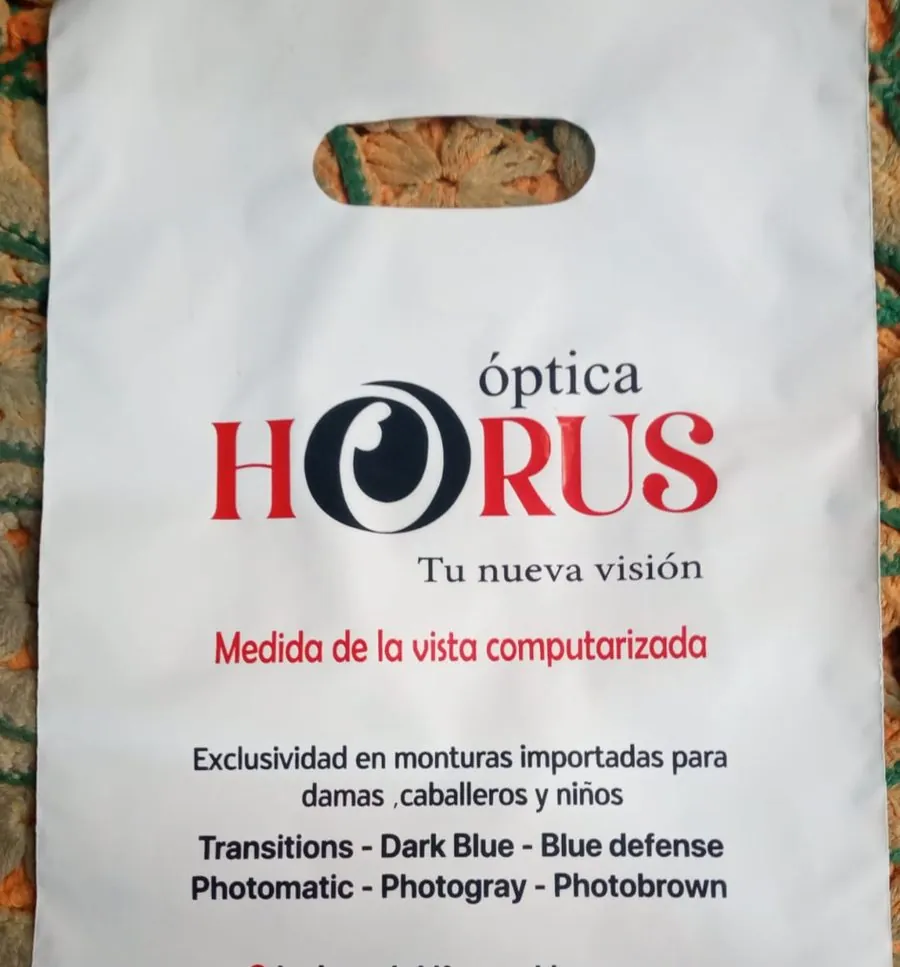 óptica
HORUS
Tu nueva visión
Medida de la vista computarizada
Exclusividad en monturas importadas para
damas ,caballeros y niños
Transitions - Dark Blue - Blue defense
Photomatic - Photogray - Photobrown